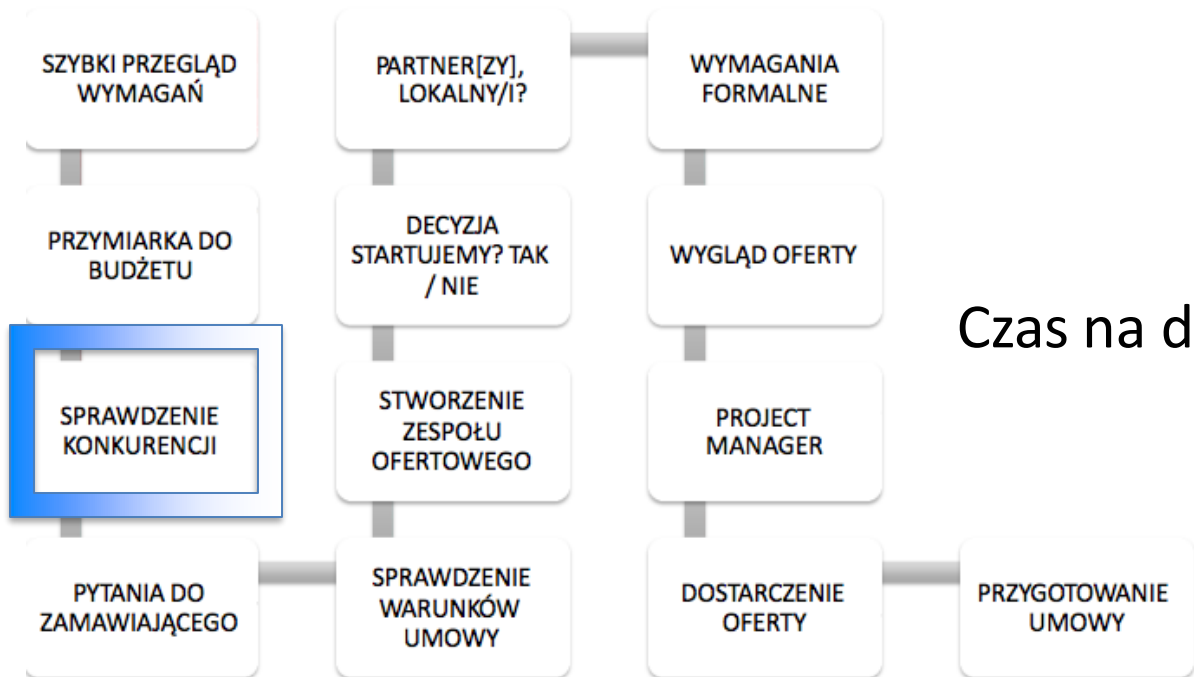 SZYBKI PRZEGLĄD
WYMAGAŃ
PRZYMIARKA DO
BUDŻETU
SPRAWDZENIE
KONKURENCJI
PYTANIA DO
ZAMAWIAJĄCEGO
SPRAWDZENIE
WARUNKÓW
UMOWY
STWORZENIE
ZESPOŁU
OFERTOWEGO
DECYZJA
STARTUJEMY? TAK
/ NIE
PARTNER[ZY],
LOKALNY/I?
WYMAGANIA
FORMALNE
WYGLĄD OFERTY
PROJECT
MANAGER
DOSTARCZENIE
OFERTY
PRZYGOTOWANIE
UMOWY
Czas na d